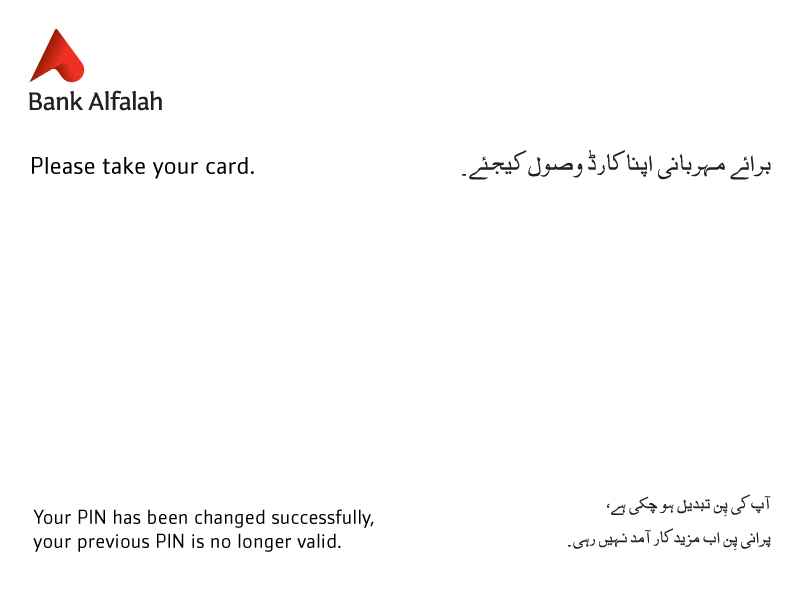 Bank Alfalah
Please take your card.
برائے مہربانی اپنا کارڈ وصول کیجئے۔
Your PIN has been changed successfully,
your previous PIN is no longer valid.
آپ کی پِن تبدیل ہو چکی ہے،
پرانی پِن اب مزید کار آمد نہیں رہی۔